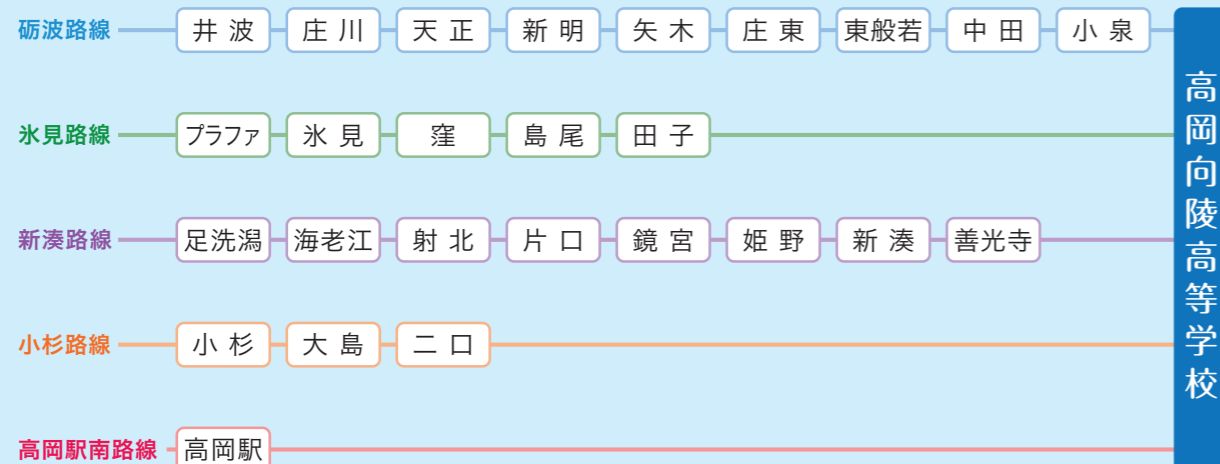 砺波路線 井波 庄川 天正 新明 矢木 庄東 東般若 中田 小泉
氷見路線 プラファ 氷見 窪 島尾 田子
新湊路線 足洗潟 海老江 射北 片口 鏡宮 姫野 新湊 善光寺
小杉路線 小杉 大島 二口
高岡駅南路線 高岡駅
高岡向陵高等学校